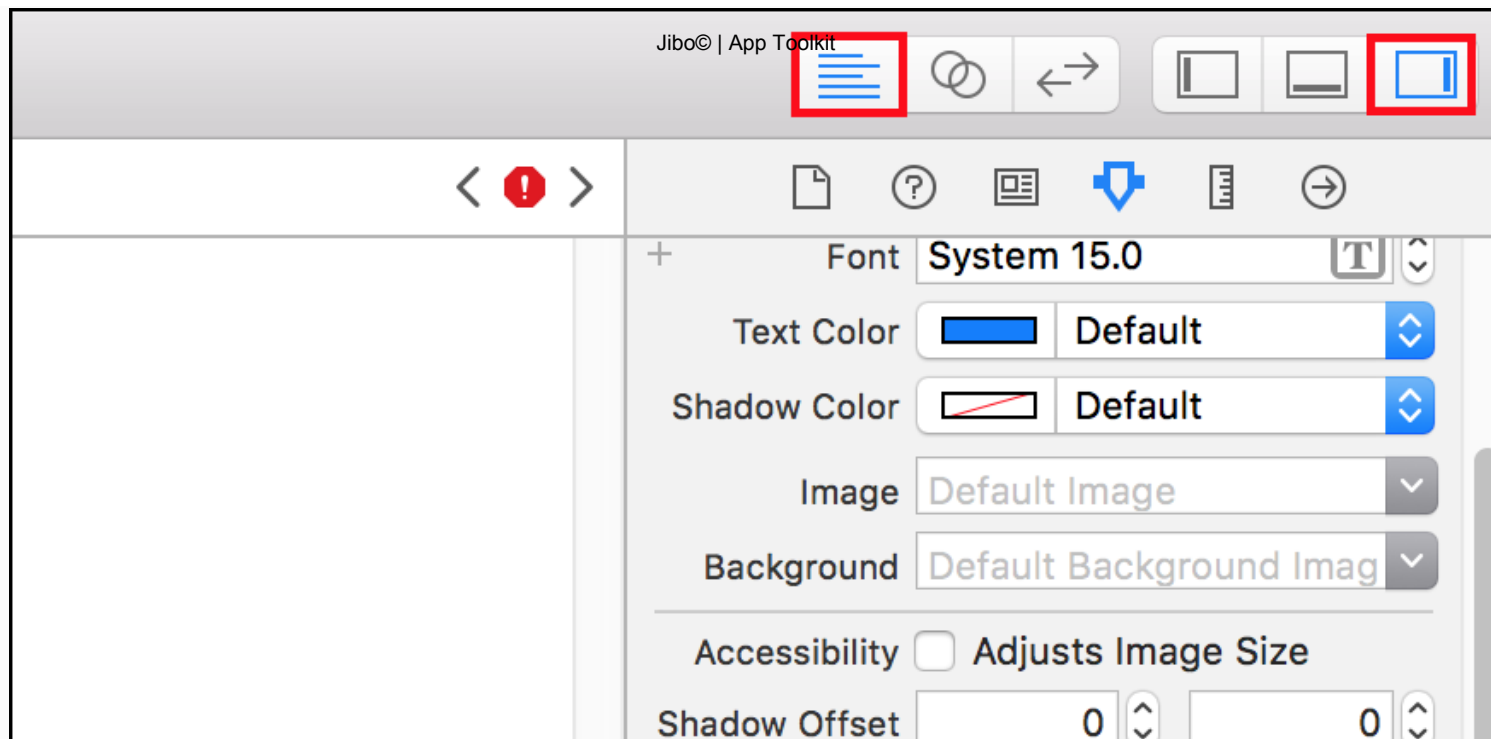 Jibo© | App Toolkit
Font System 15.0 T
Text Color Default
Shadow Color Default
Image Default Image
Background Default Background Imag
Accessibility Adjusts Image Size
Shadow Offset 0 0